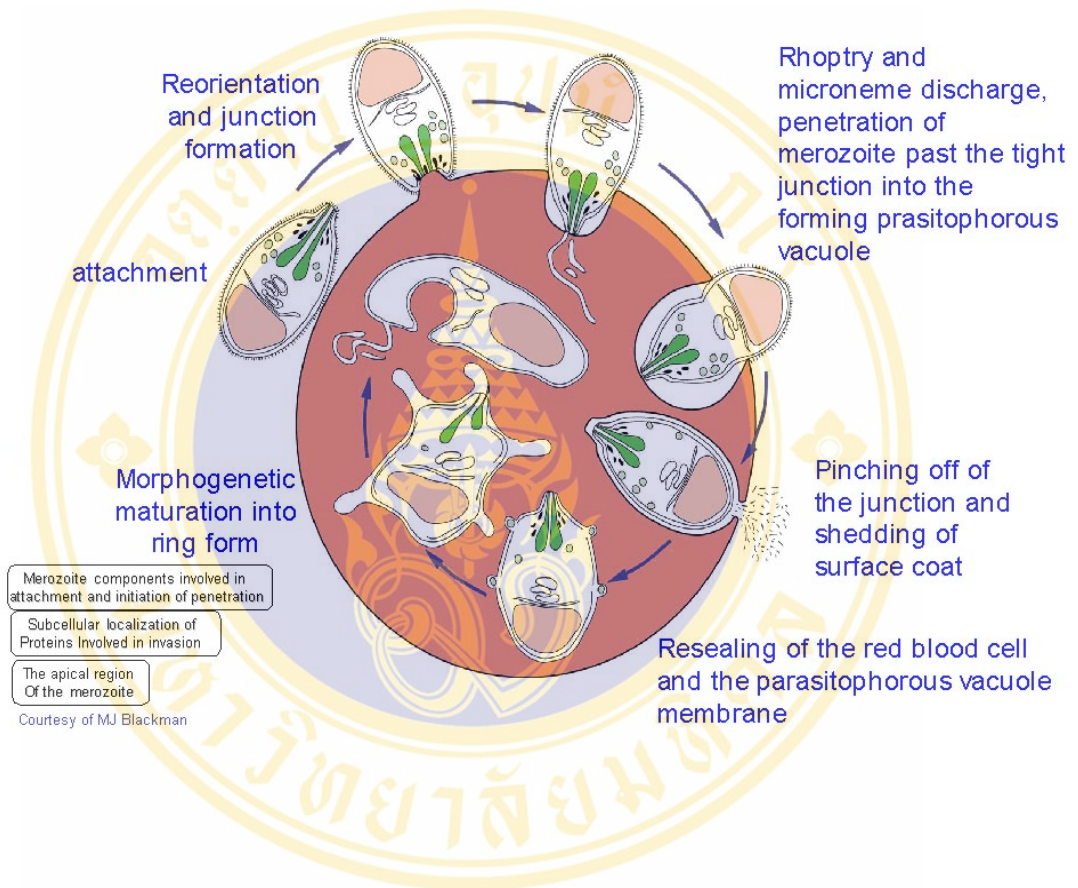 Reorientation
and junction
formation
Rhoptry and
microneme discharge,
penetration of
merozoite past the tight
junction into the
forming prasitophorous
vacuole
attachment
Morphogenetic
maturation into
ring form
Pinching off of
the junction and
shedding of
surface coat
Merozoite components involved in
attachment and initiation of penetration
Subcellular localization of
Proteins Involved in invasion
The apical region
Of the merozoite
Courtesy of MJ Blackman
Resealing of the red blood cell
and the parasitophorous vacuole
membrane